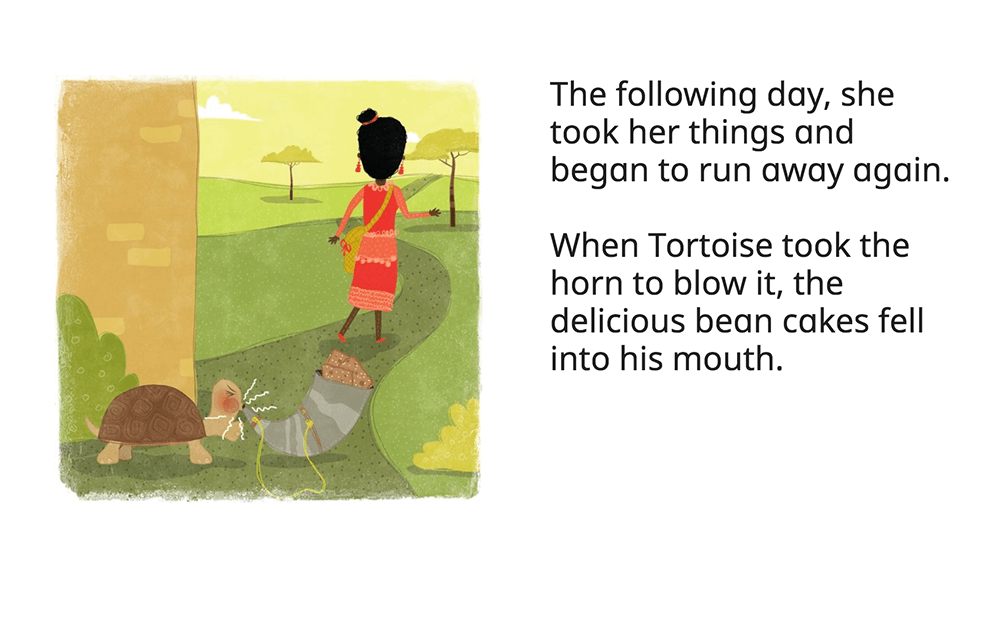 The following day, she
took her things and
began to run away again.
When Tortoise took the
horn to blow it, the
delicious bean cakes fell
into his mouth.